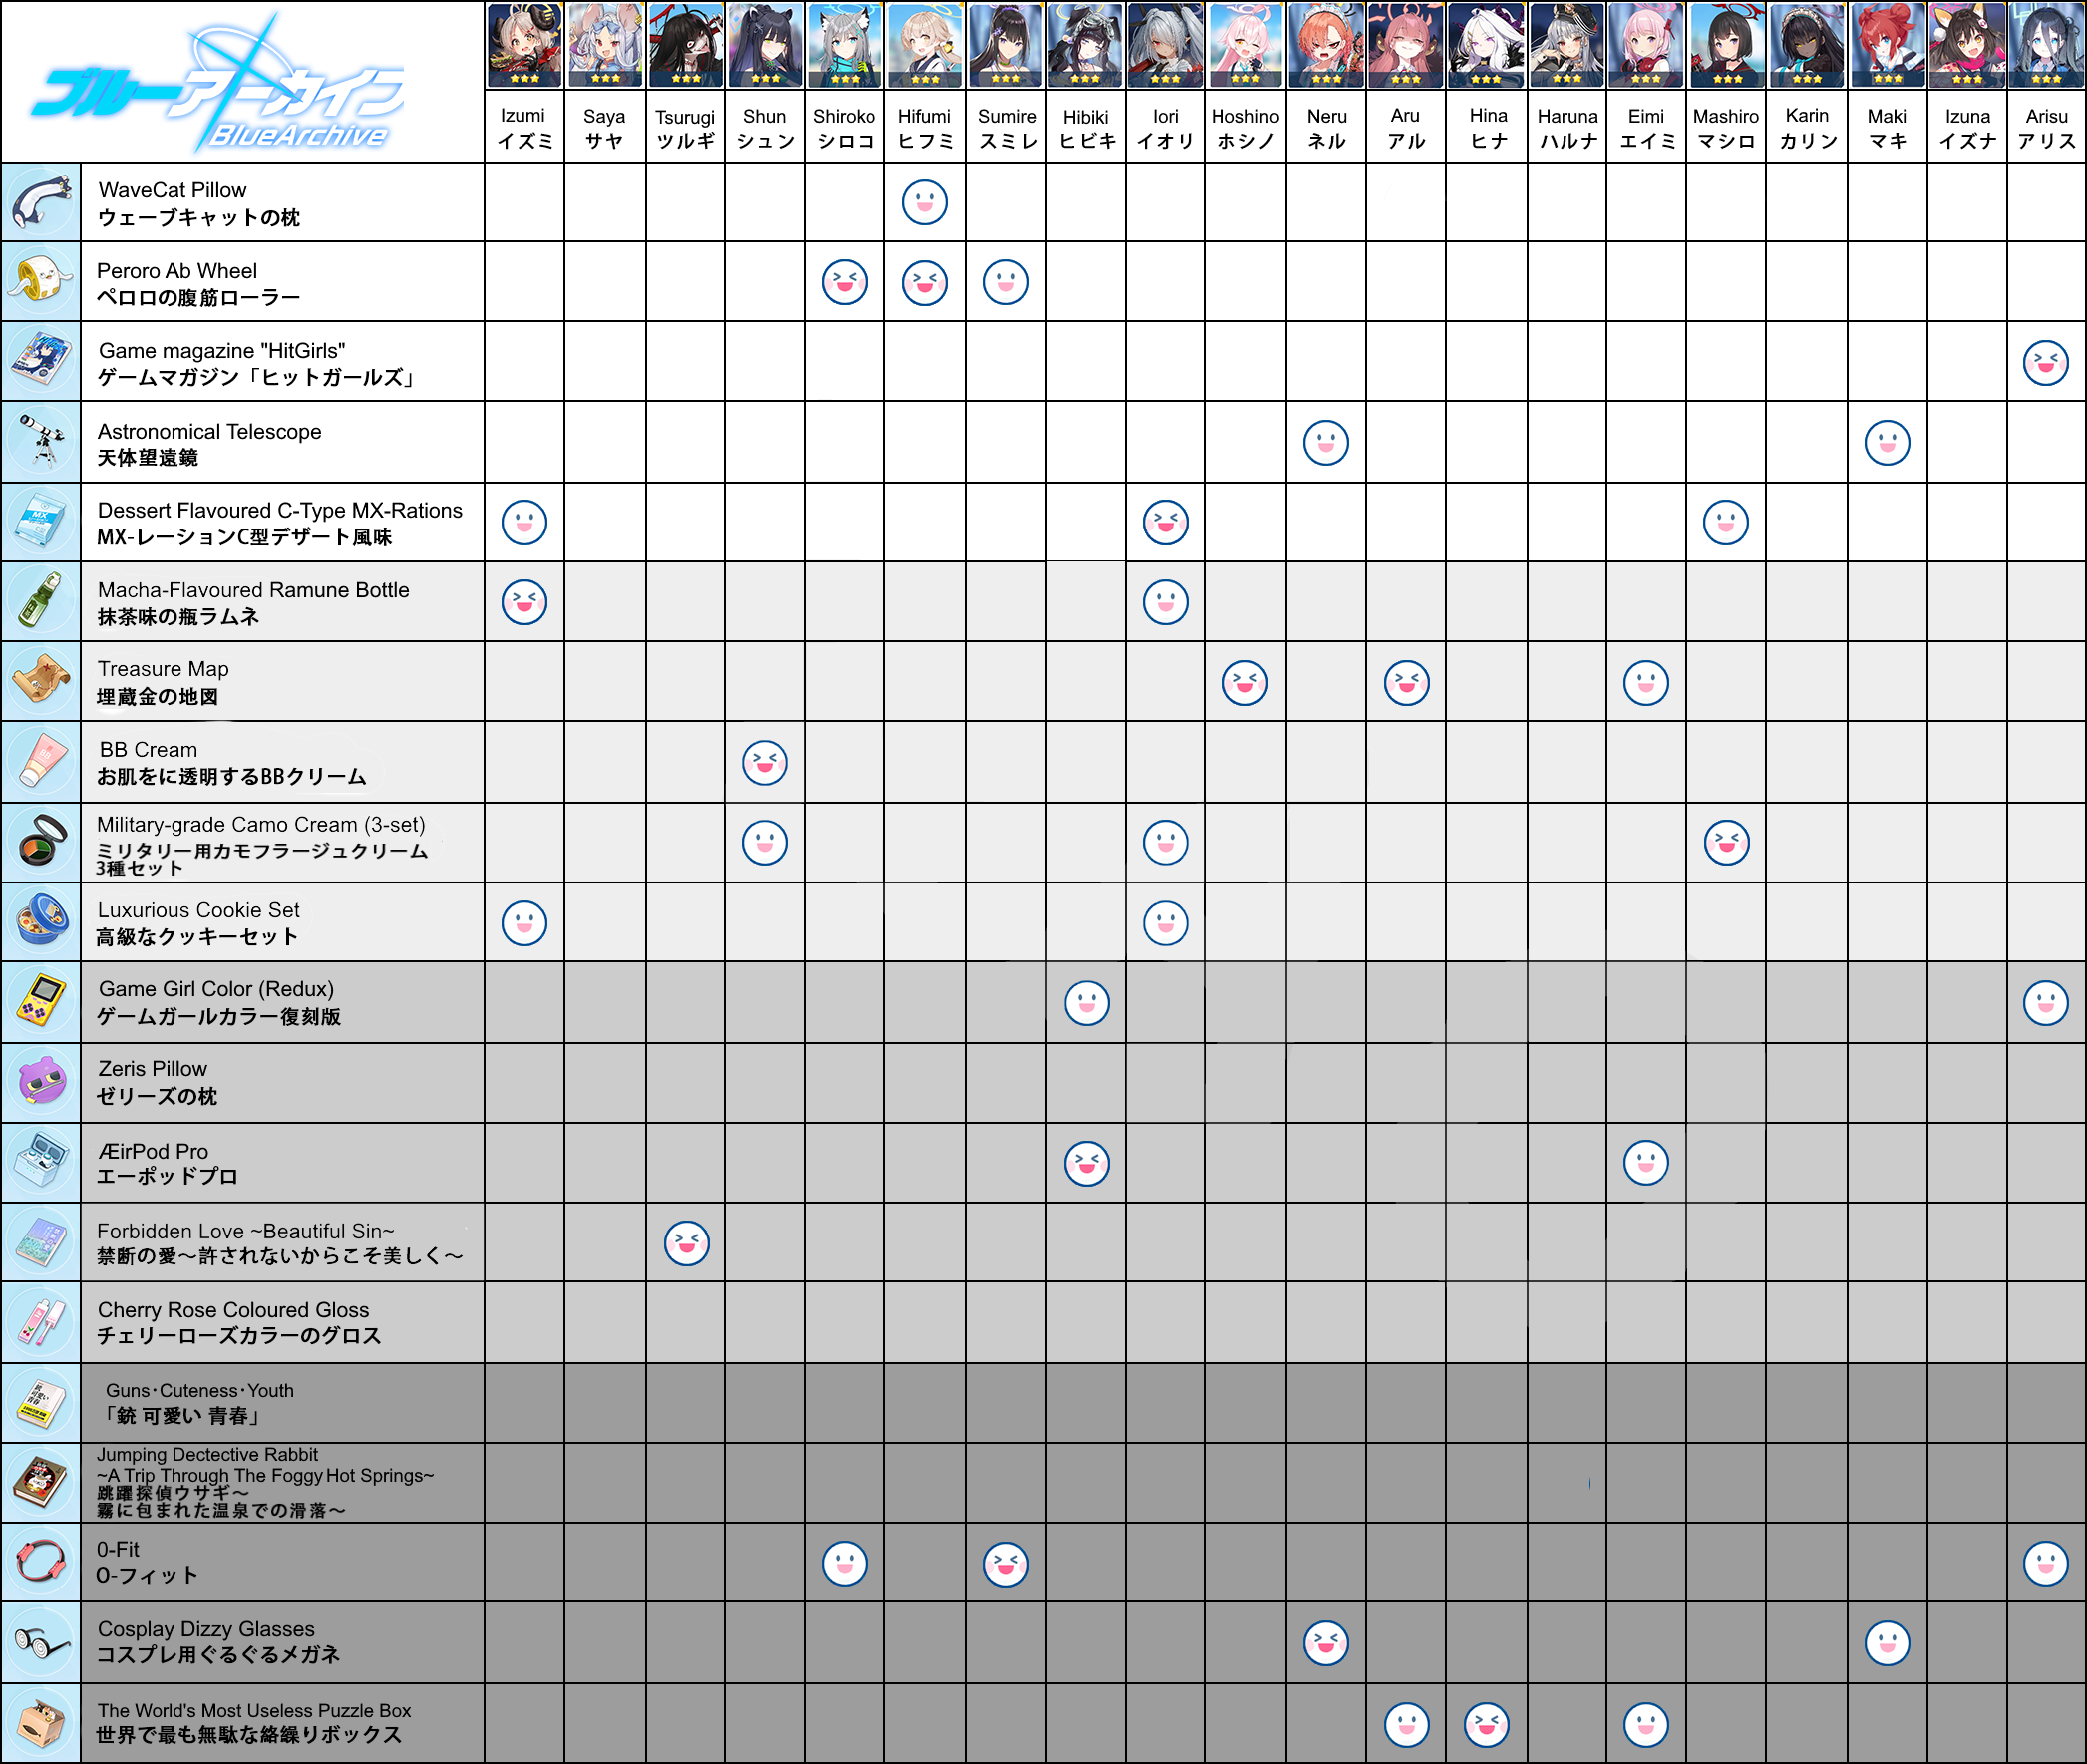 ブルーアーカイブ
BlueArchive
Izumi
イズミ
Saya
サヤ
Tsurugi
ツルギ
Shun
シュン
Shiroko
シロコ
Hifumi
ヒフミ
Sumire
スミレ
Hibiki
ヒビキ
Iori
イオリ
Hoshino
ホシノ
Neru
ネル
Aru
アル
Hina
ヒナ
Haruna
ハルナ
Eimi
エイミ
Mashiro
マシロ
Karin
カリン
Maki
マキ
Izuna
イズナ
Arisu
アリス
WaveCat Pillow
ウェーブキャットの枕
Peroro Ab Wheel
ペロロの腹筋ローラー
Game magazine "HitGirls"
ゲームマガジン「ヒットガールズ」
Astronomical Telescope
天体望遠鏡
MX
Dessert Flavoured C-Type MX-Rations
MX-レーションC型デザート風味
Macha-Flavoured Ramune Bottle
抹茶味の瓶ラムネ
Treasure Map
埋蔵金の地図
BB
BB Cream
お肌をに透明するBBクリーム
Military-grade Camo Cream (3-set)
ミリタリー用カモフラージュクリーム
3種セット
Luxurious Cookie Set
高級なクッキーセット
Game Girl Color (Redux)
ゲームガールカラー復刻版
Zeris Pillow
ゼリーズの枕
ÆirPod Pro
エーポッドプロ
Forbidden Love ~Beautiful Sin~
禁断の愛～許されないからこそ美しく～
Cherry Rose Coloured Gloss
チェリーローズカラーのグロス
銃
可愛い
青春
Guns･Cuteness･Youth
「銃 可愛い 青春」
Jumping Dectective Rabbit
~A Trip Through The Foggy Hot Springs~
跳躍探偵ウサギ～
霧に包まれた温泉での滑落～
0-Fit
O-フィット
Cosplay Dizzy Glasses
コスプレ用ぐるぐるメガネ
The World's Most Useless Puzzle Box
世界で最も無駄な絡繰りボックス